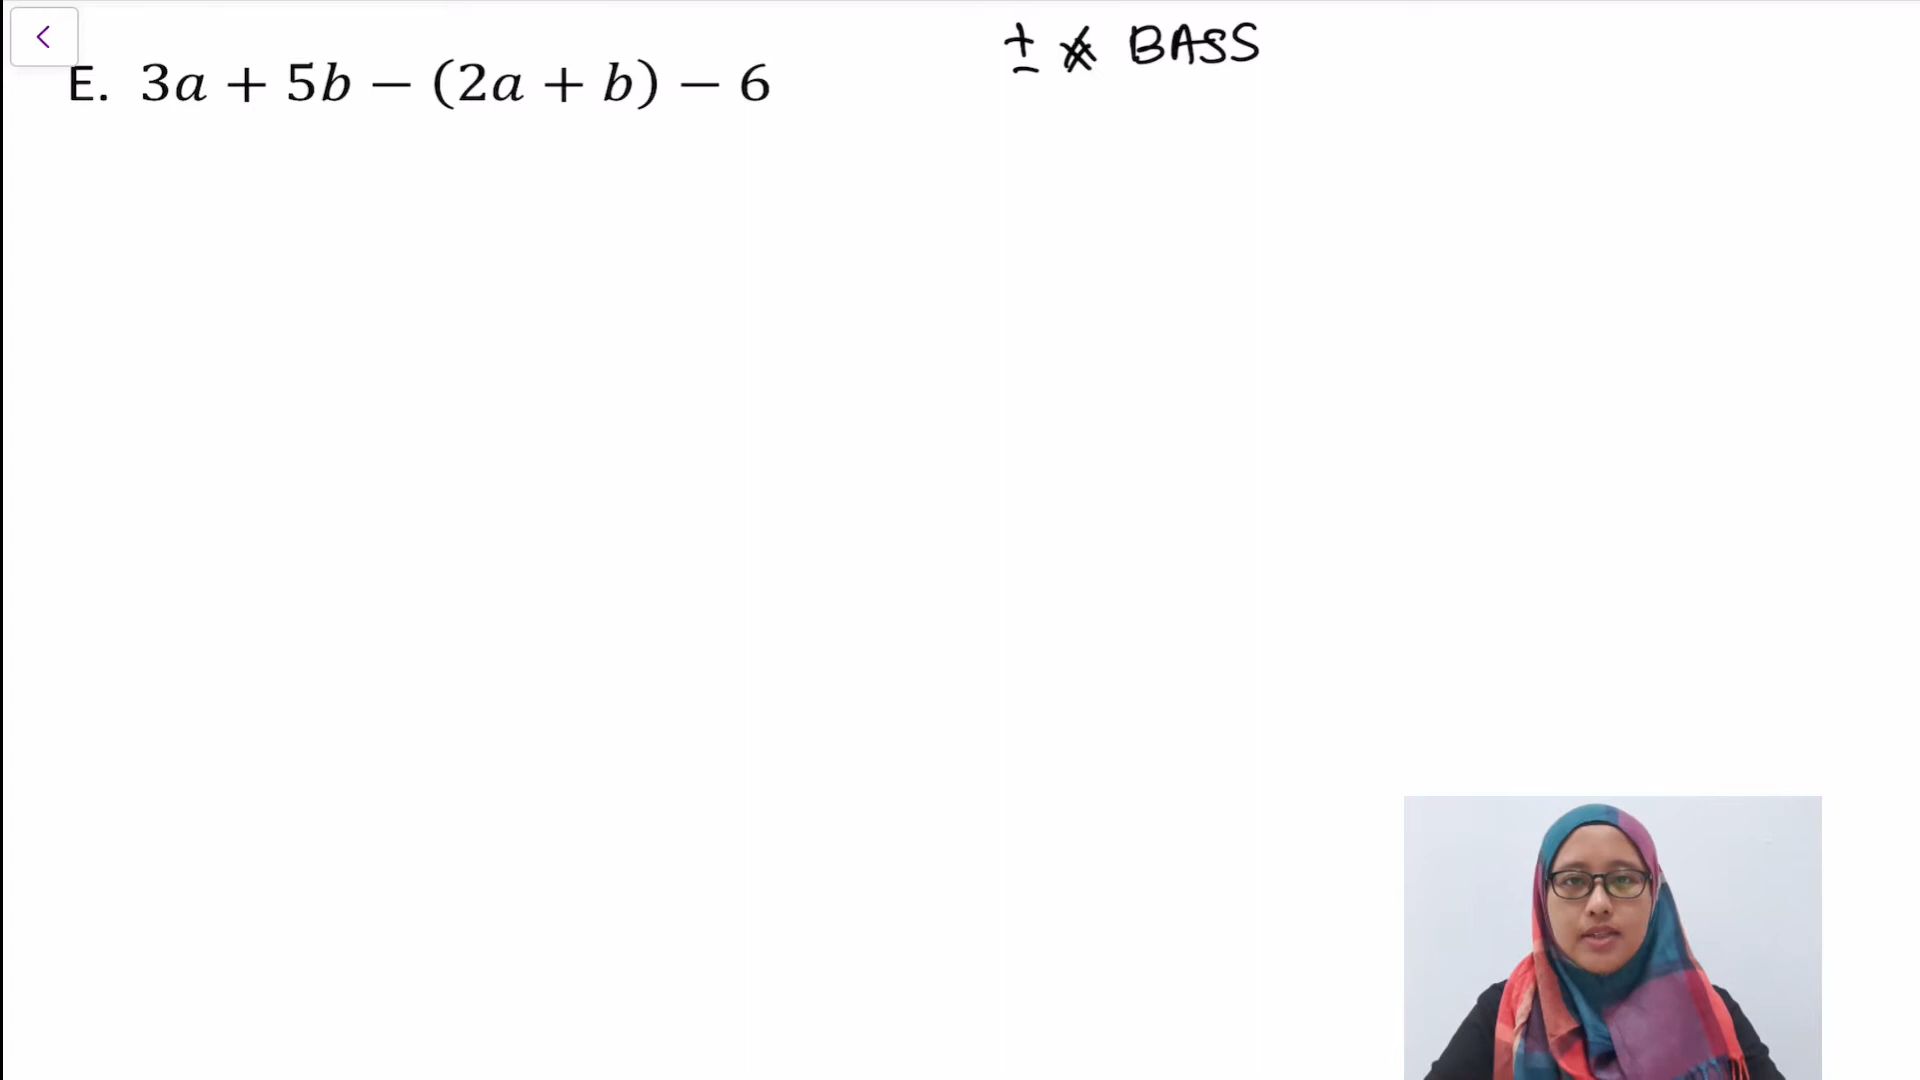 ± * BASS
E. 3a + 5b − (2a + b) − 6